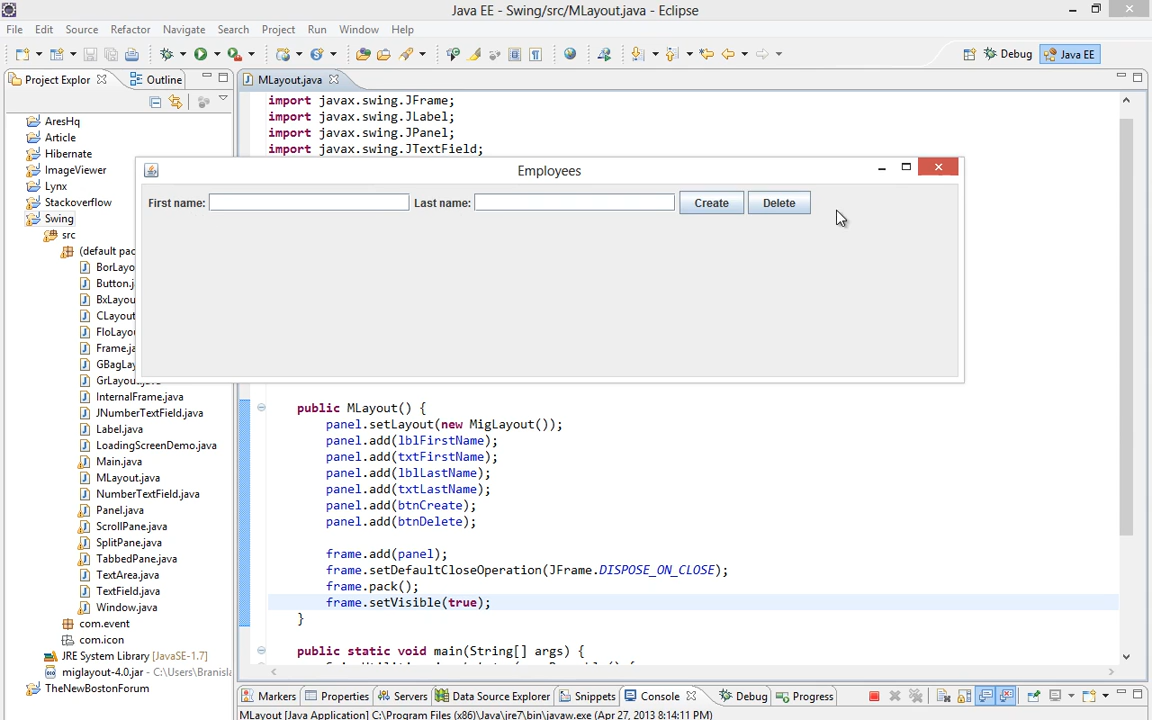 Java EE - Swing/src/MLayout.java - Eclipse
File Edit Source Refactor Navigate Search Project Run Window Help
Debug Java EE
Project Explor Outline
MLayout.java
AresHq
Article
Hibernate
ImageViewer
Lynx
Stackoverflow
Swing
src
(default pac
BorLayo
Button.j
BxLayou
CLayout
FloLayo
Frame.ja
GBagLay
InternalFrame.java
JNumberTextField.java
Label.java
LoadingScreenDemo.java
Main.java
MLayout.java
NumberTextField.java
Panel.java
ScrollPane.java
SplitPane.java
TabbedPane.java
TextArea.java
TextField.java
Window.java
com.event
com.icon
JRE System Library [JavaSE-1.7]
miglayout-4.0.jar - C:\Users\Branisla
TheNewBostonForum
import javax.swing.JFrame;
import javax.swing.JLabel;
import javax.swing.JPanel;
import javax.swing.JTextField;
Employees
First name: Last name: Create Delete
public MLayout() {
panel.setLayout(new MigLayout());
panel.add(lblFirstName);
panel.add(txtFirstName);
panel.add(lblLastName);
panel.add(txtLastName);
panel.add(btnCreate);
panel.add(btnDelete);
frame.add(panel);
frame.setDefaultCloseOperation(JFrame.DISPOSE_ON_CLOSE);
frame.pack();
frame.setVisible(true);
}
public static void main(String[] args) {
Markers Properties Servers Data Source Explorer Snippets Console Debug Progress
MLayout [Java Application] C:\Program Files (x86)\Java\jre7\bin\javaw.exe (Apr 27, 2013 8:14:11 PM)